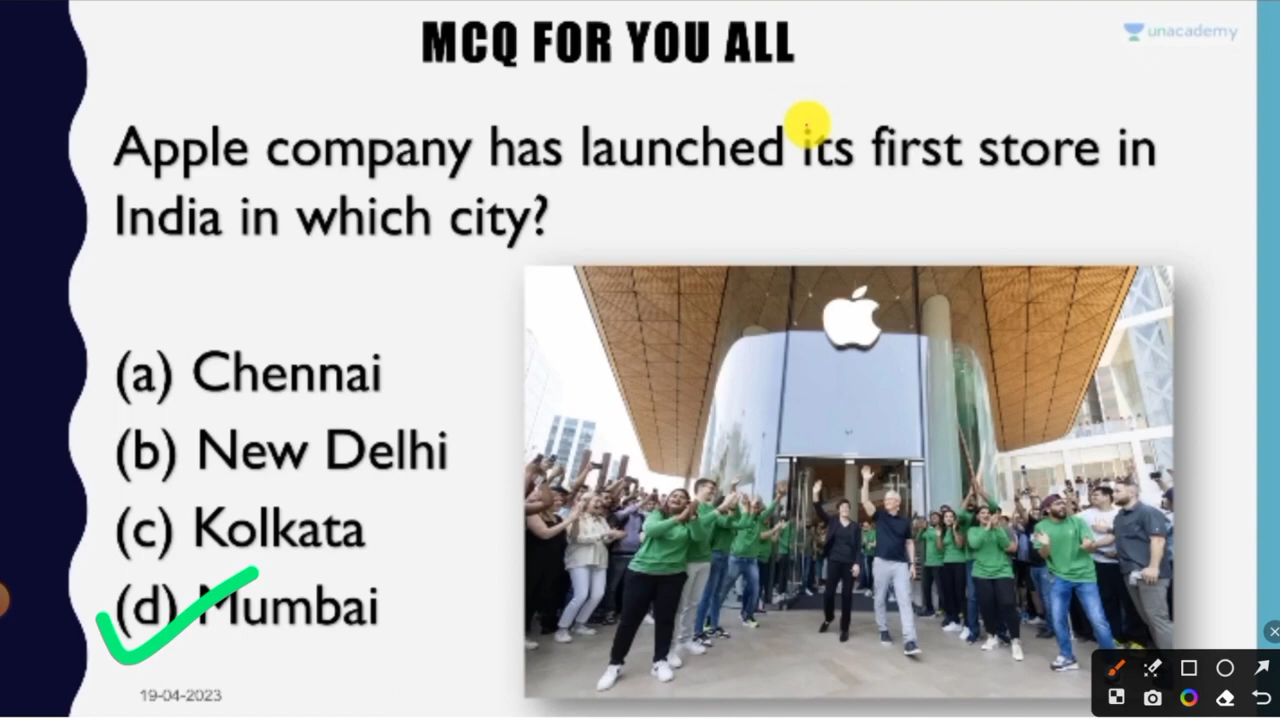 MCQ FOR YOU ALL
unacademy
Apple company has launched its first store in
India in which city?
(a) Chennai
(b) New Delhi
(c) Kolkata
(d) Mumbai
19-04-2023